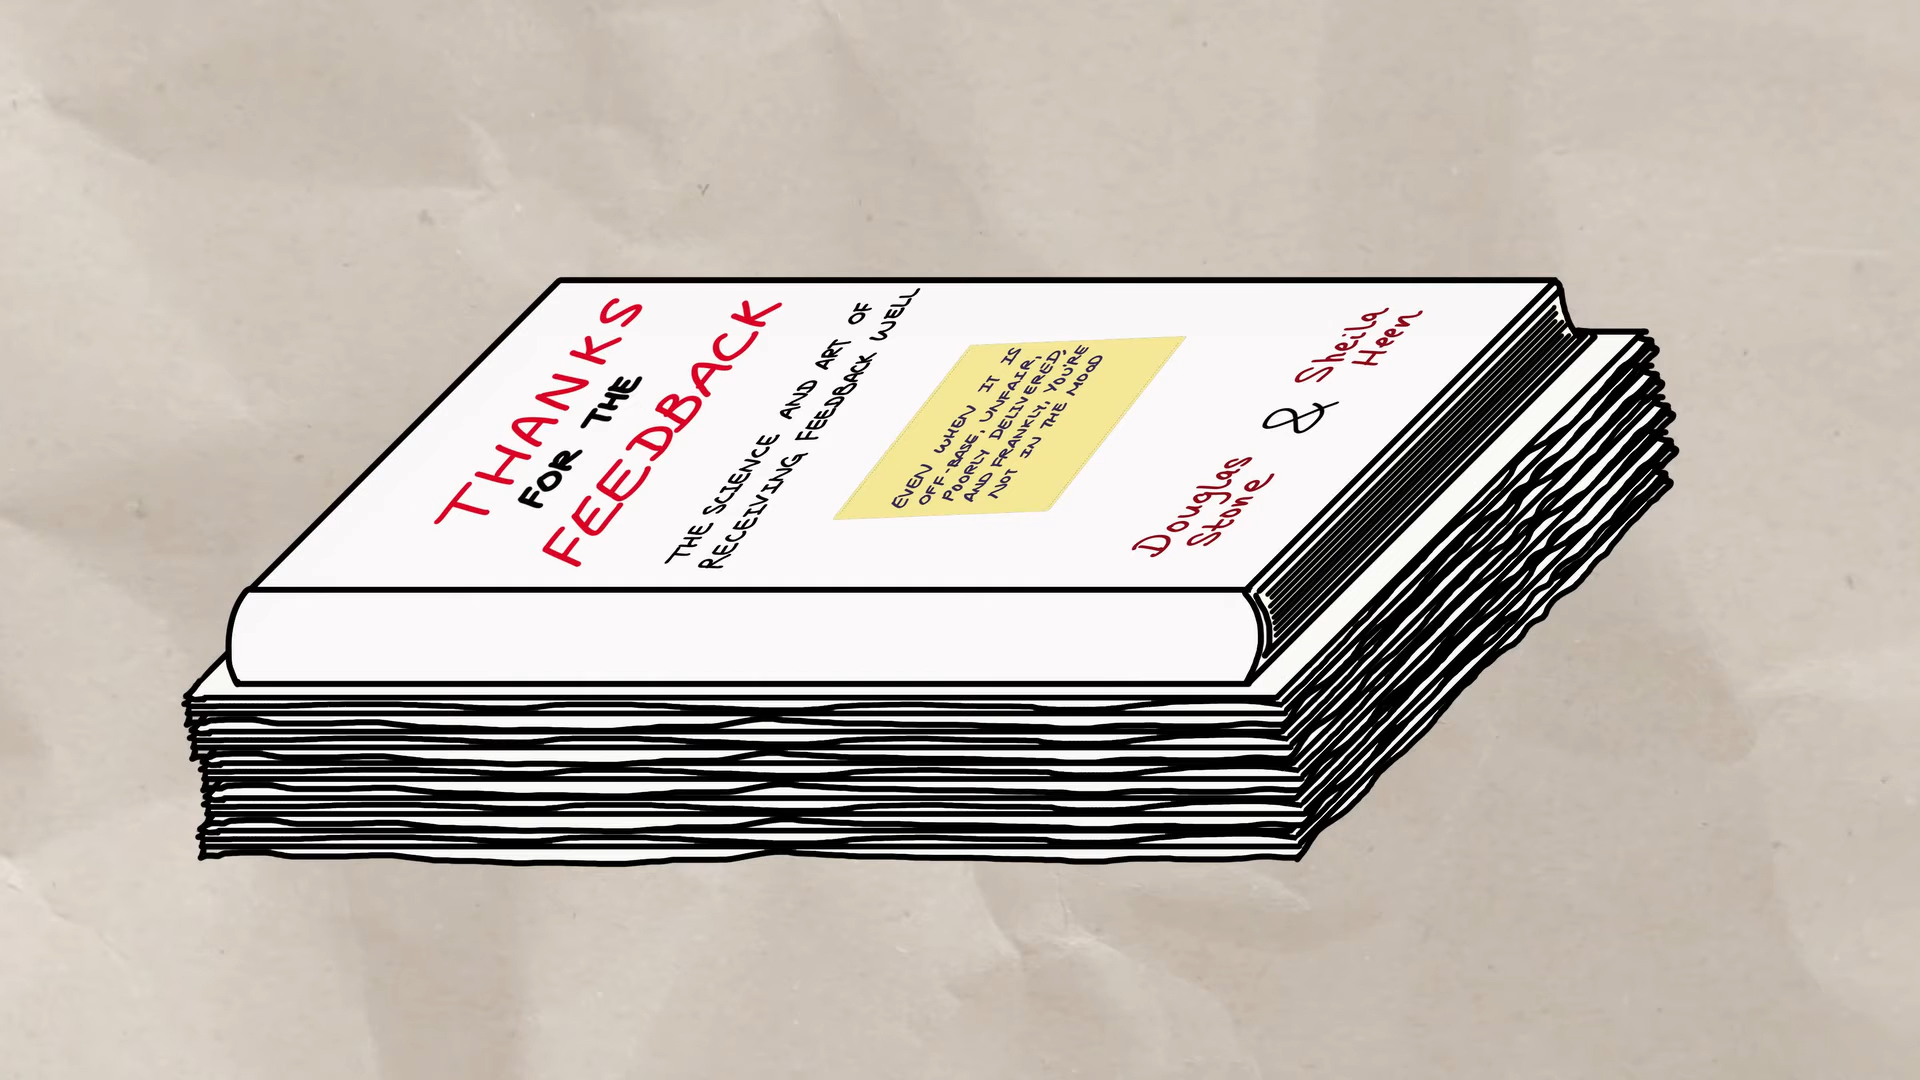 THANKS
FOR THE
FEEDBACK
THE SCIENCE AND ART OF
RECEIVING FEEDBACK WELL
EVEN WHEN IT IS
OFF-BASE, UNFAIR,
POORLY DELIVERED,
AND FRANKLY, YOU'RE
NOT IN THE MOOD
Douglas
Stone
&
Sheila
Heen